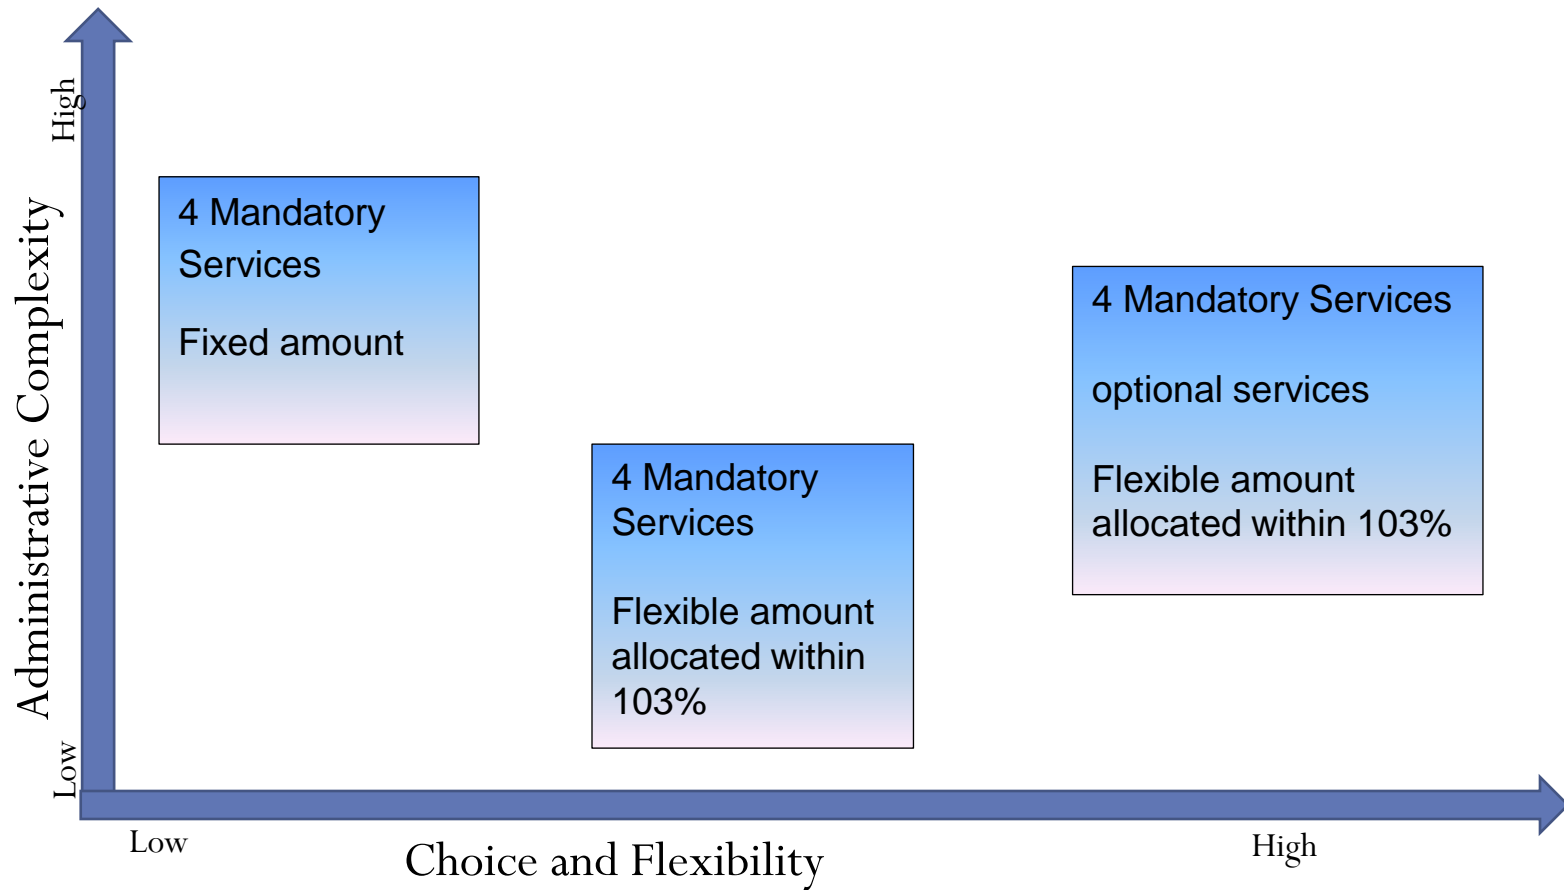 High
Administrative Complexity
Low
4 Mandatory
Services
Fixed amount
4 Mandatory
Services
Flexible amount
allocated within
103%
4 Mandatory Services
optional services
Flexible amount
allocated within 103%
Low
High
Choice and Flexibility